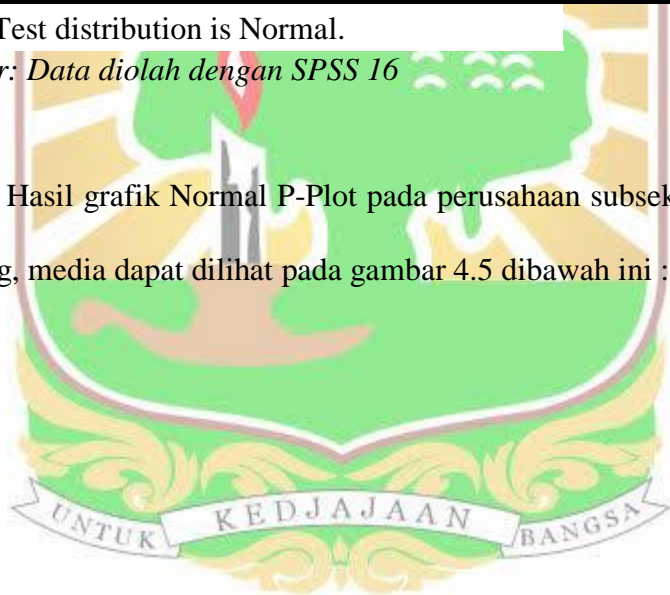 Test distribution is Normal.
r: Data diolah dengan SPSS 16
Hasil grafik Normal P-Plot pada perusahaan subsek
g, media dapat dilihat pada gambar 4.5 dibawah ini :
UNTUK KEDJAJAAN BANGSA